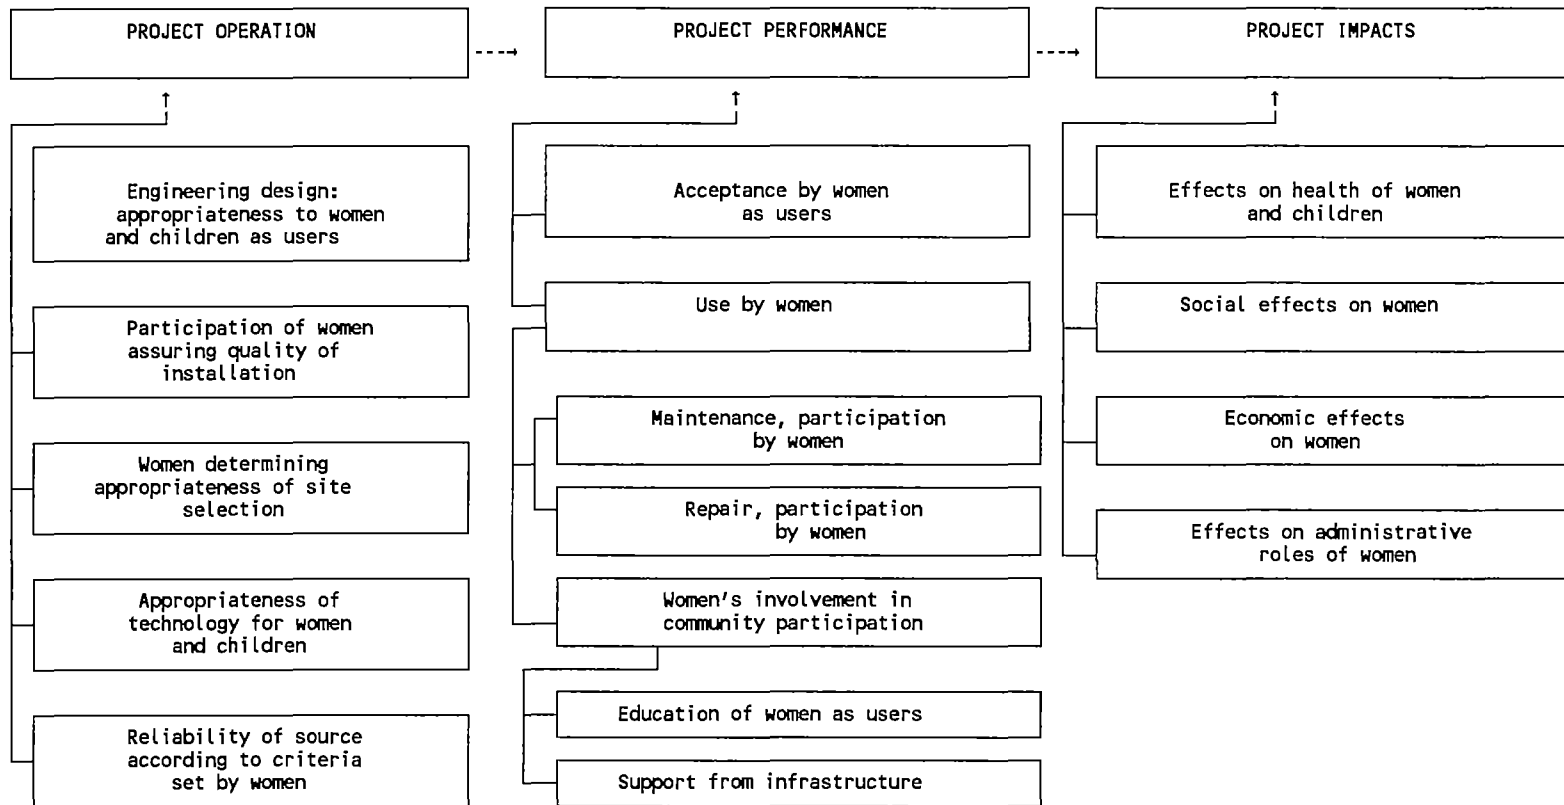 PROJECT OPERATION
PROJECT PERFORMANCE
PROJECT IMPACTS
Engineering design:
appropriateness to women
and children as users
Participation of women
assuring quality of
installation
Women determining
appropriateness of site
selection
Appropriateness of
technology for women
and children
Reliability of source
according to criteria
set by women
Acceptance by women
as users
Use by women
Maintenance, participation
by women
Repair, participation
by women
Women's involvement in
community participation
Education of women as users
Support from infrastructure
Effects on health of women
and children
Social effects on women
Economic effects
on women
Effects on administrative
roles of women